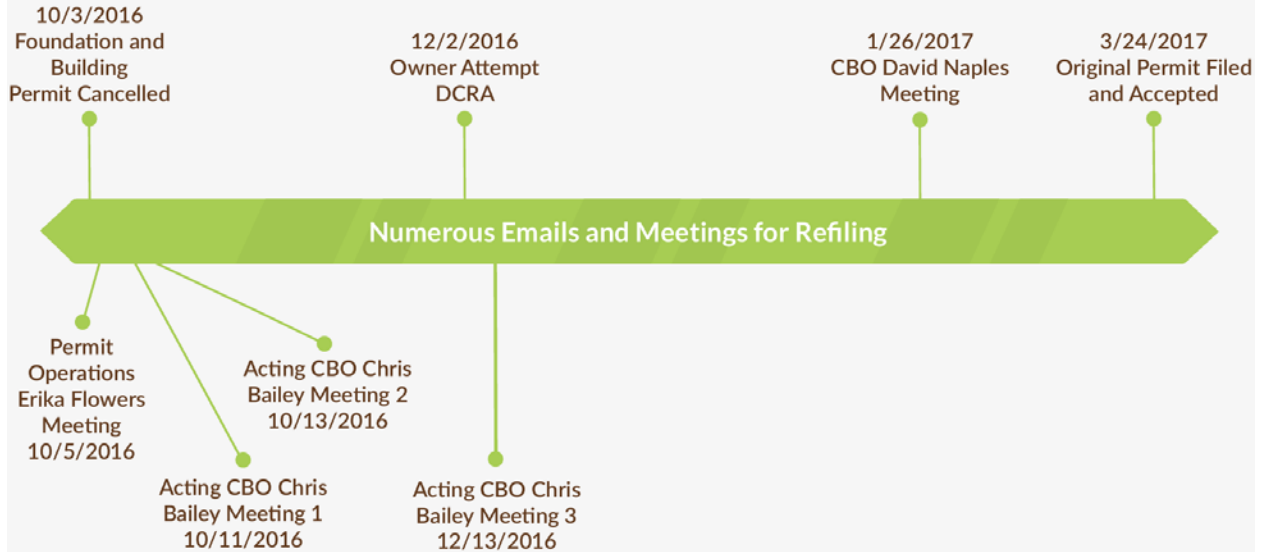 10/3/2016
Foundation and
Building
Permit Cancelled
12/2/2016
Owner Attempt
DCRA
1/26/2017
CBO David Naples
Meeting
3/24/2017
Original Permit Filed
and Accepted
Numerous Emails and Meetings for Refiling
Permit
Operations
Erika Flowers
Meeting
10/5/2016
Acting CBO Chris
Bailey Meeting 1
10/11/2016
Acting CBO Chris
Bailey Meeting 2
10/13/2016
Acting CBO Chris
Bailey Meeting 3
12/13/2016